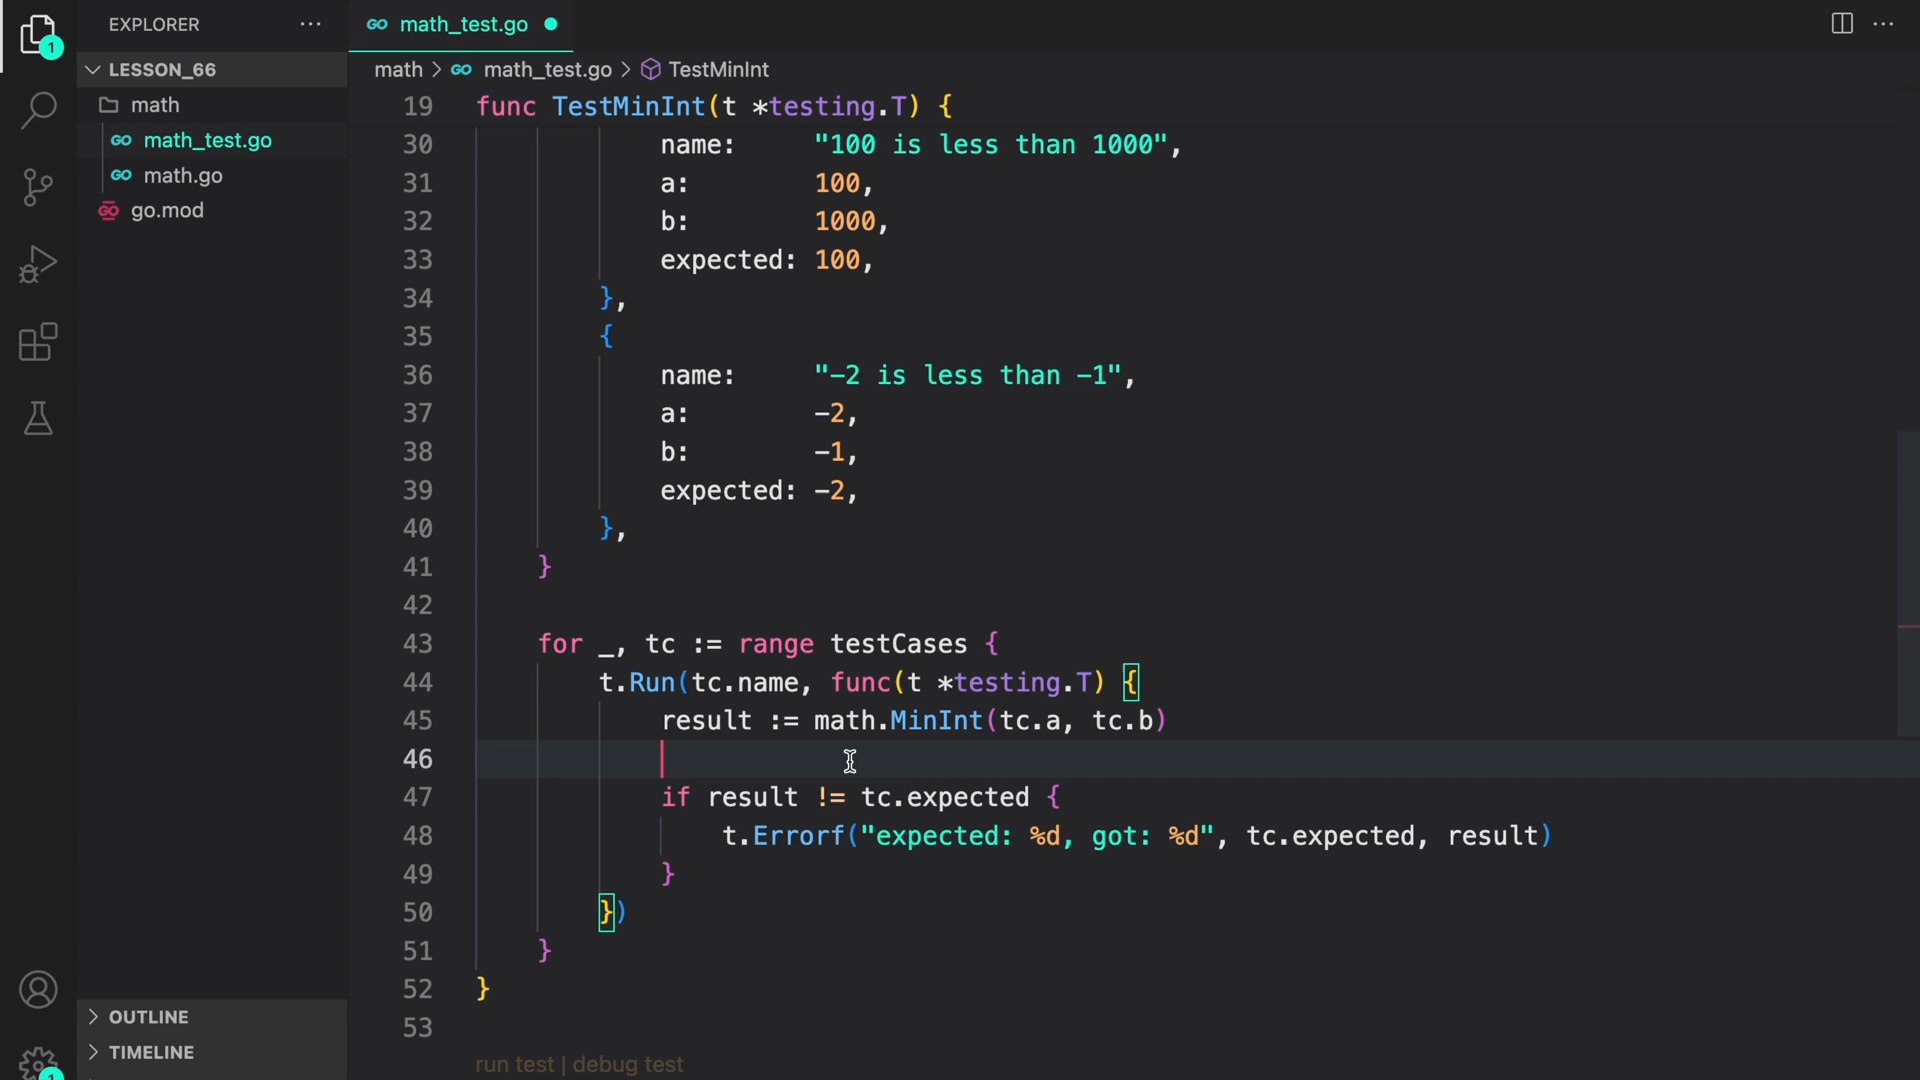 EXPLORER
LESSON_66
math
math_test.go
math.go
go.mod
OUTLINE
TIMELINE
1
1
math_test.go
math > math_test.go > TestMinInt
19 func TestMinInt(t *testing.T) {
30 name: "100 is less than 1000",
31 a: 100,
32 b: 1000,
33 expected: 100,
34 },
35 {
36 name: "-2 is less than -1",
37 a: -2,
38 b: -1,
39 expected: -2,
40 },
41 }
42
43 for _, tc := range testCases {
44 t.Run(tc.name, func(t *testing.T) {
45 result := math.MinInt(tc.a, tc.b)
46
47 if result != tc.expected {
48 t.Errorf("expected: %d, got: %d", tc.expected, result)
49 }
50 })
51 }
52 }
53
run test | debug test